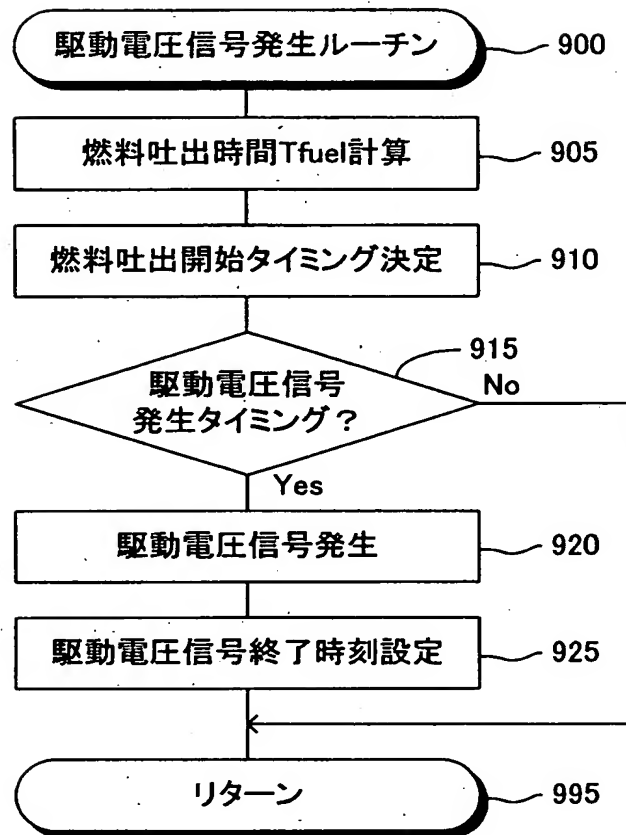 駆動電圧信号発生ルーチン
900
燃料吐出時間Tfuel計算
905
燃料吐出開始タイミング決定
910
915
駆動電圧信号
発生タイミング？
No
Yes
駆動電圧信号発生
920
駆動電圧信号終了時刻設定
925
リターン
995